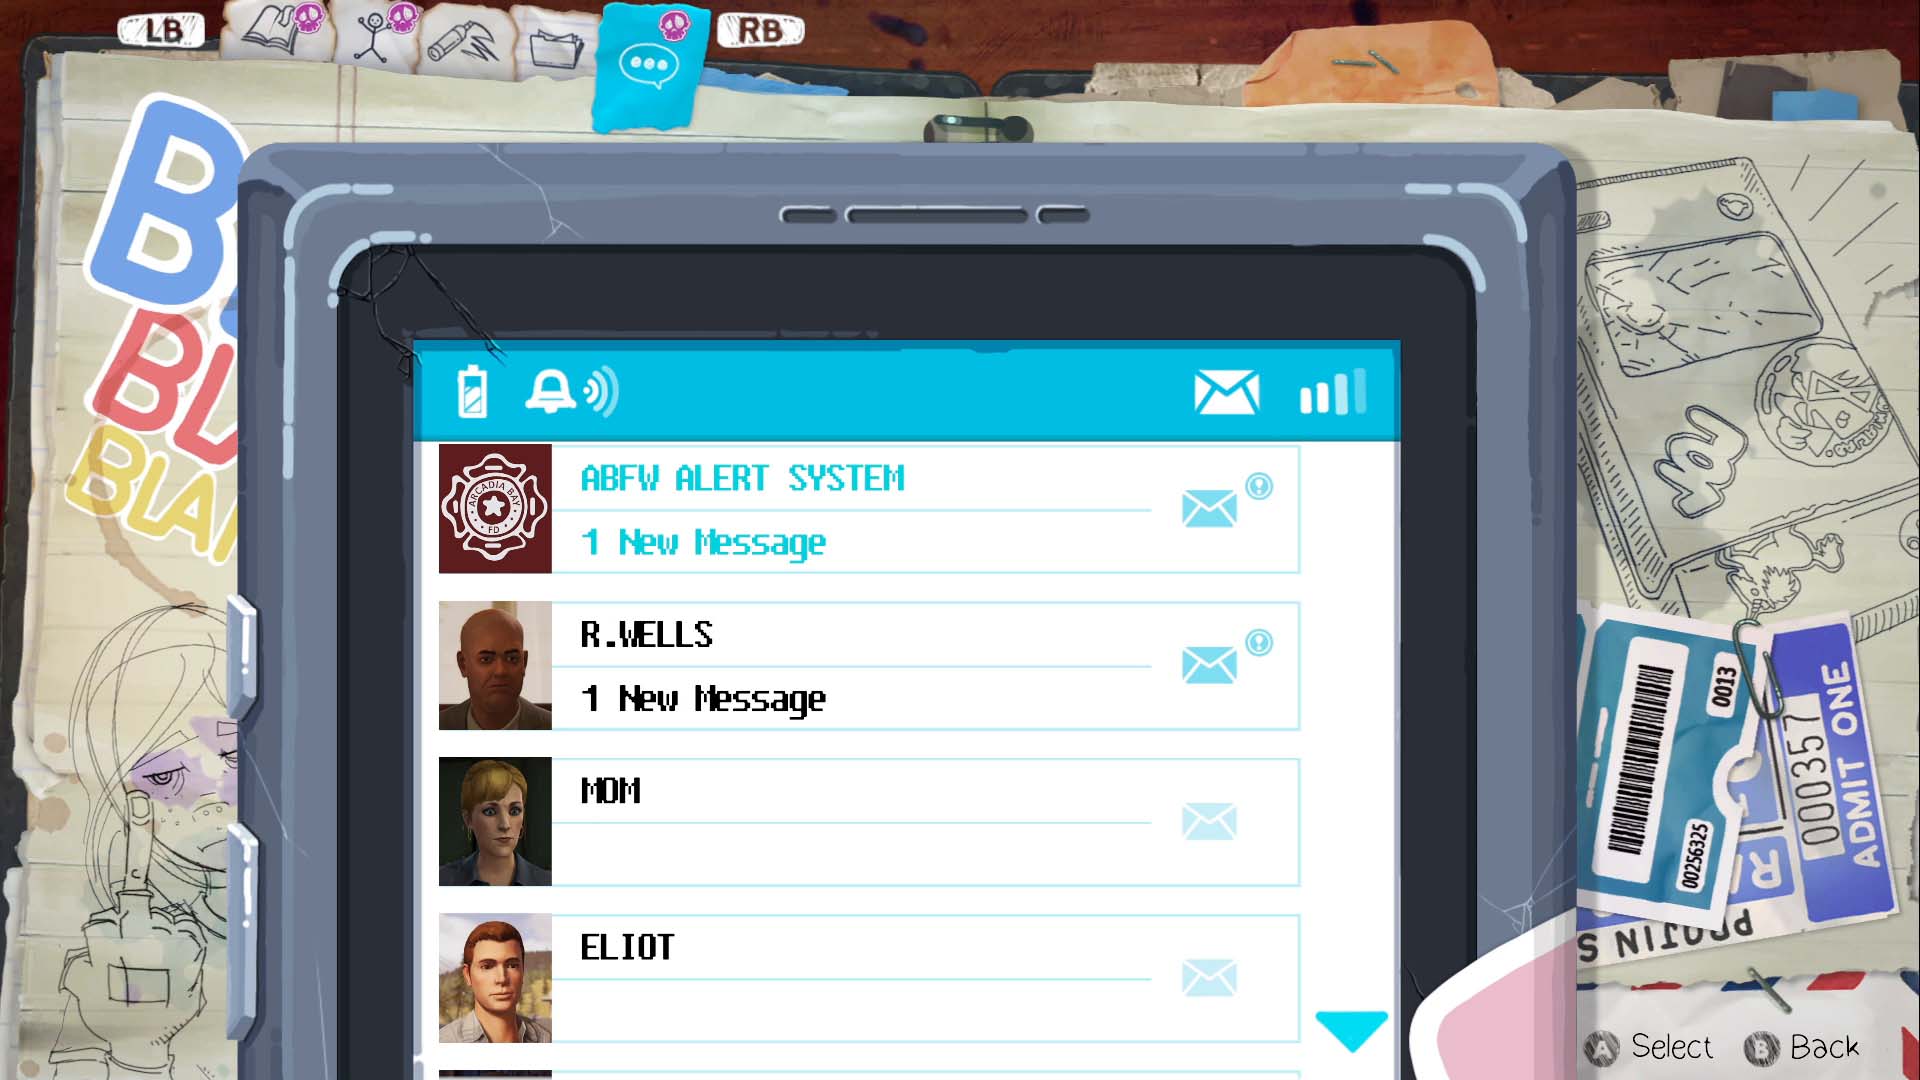 LB
RB
ABFW ALERT SYSTEM
1 New Message
ARCADIA BAY
FD
R.WELLS
1 New Message
MOM
ELIOT
0013
00256325
000357
ADMIT ONE
Select
Back
A
B